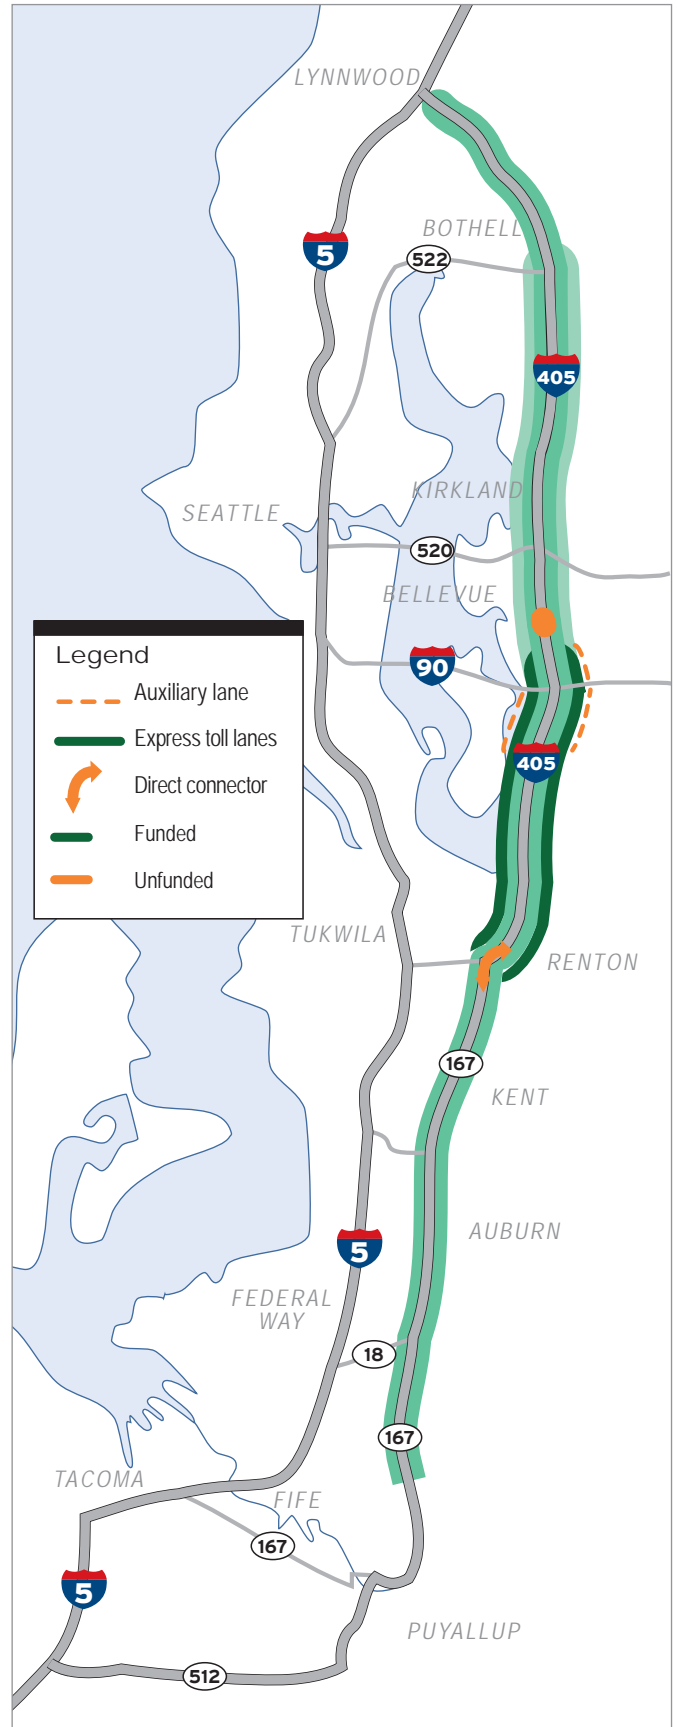 LYNNWOOD
BOTHELL
5
522
405
KIRKLAND
SEATTLE
520
BELLEVUE
90
Legend
Auxiliary lane
Express toll lanes
Direct connector
Funded
Unfunded
405
TUKWILA
RENTON
167
KENT
AUBURN
5
FEDERAL
WAY
18
167
TACOMA
FIFE
167
5
PUYALLUP
512